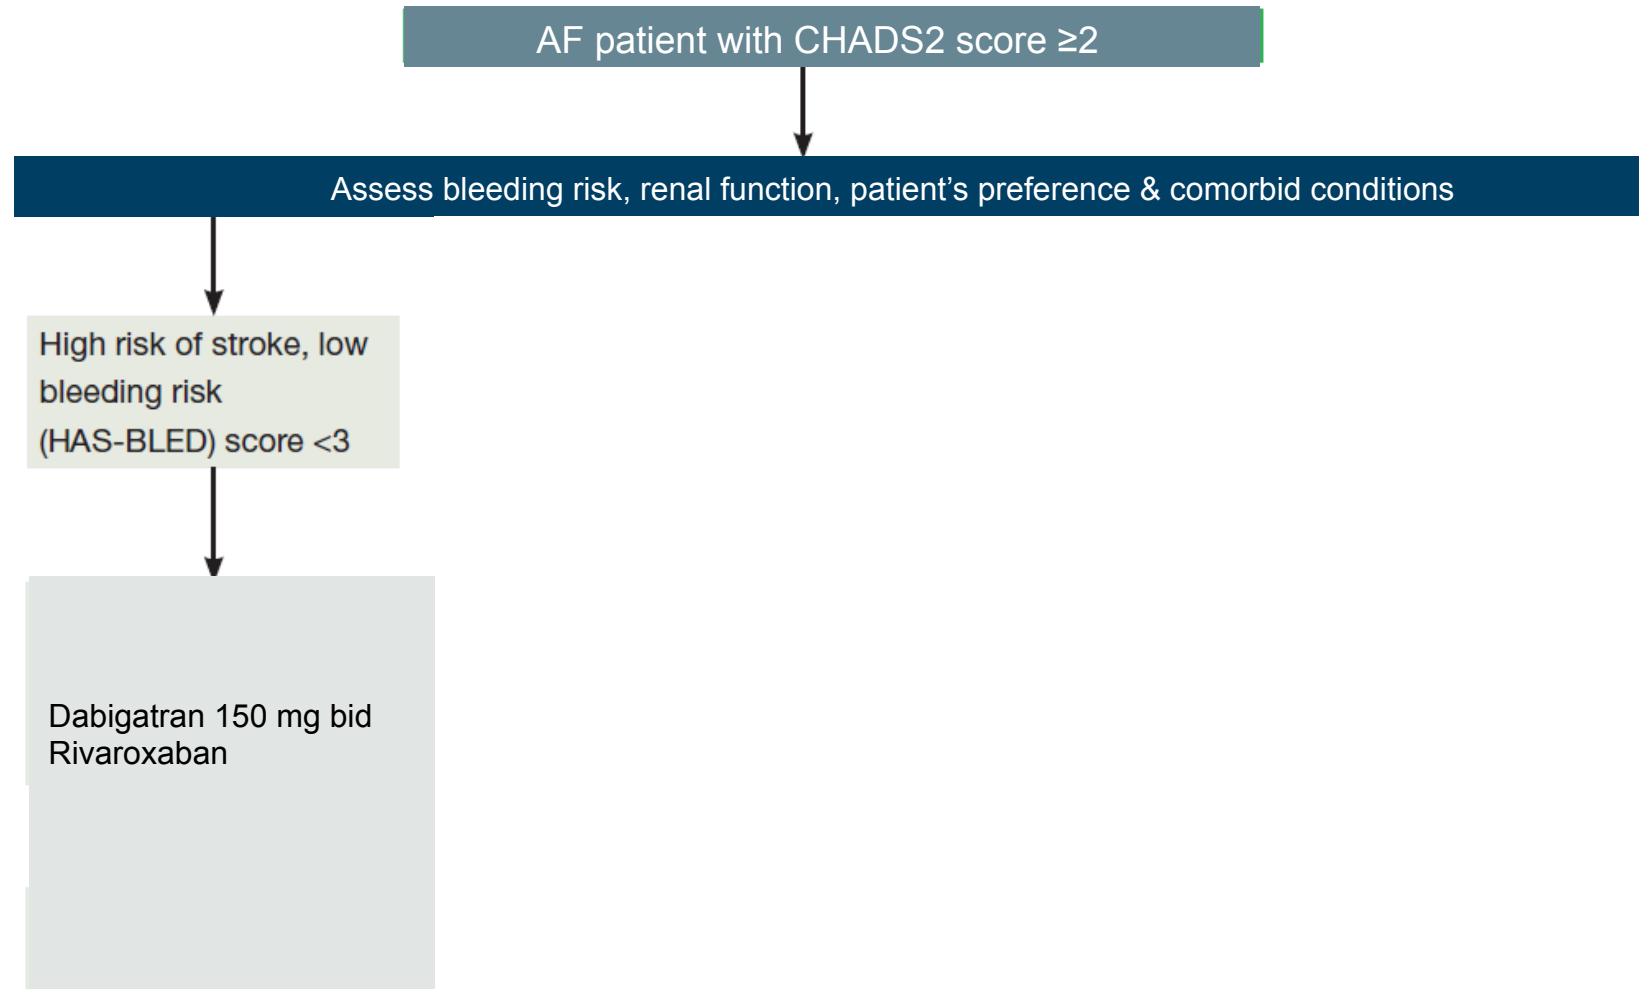 AF patient with CHADS2 score ≥2
Assess bleeding risk, renal function, patient’s preference & comorbid conditions
High risk of stroke, low
bleeding risk
(HAS-BLED) score <3
Dabigatran 150 mg bid
Rivaroxaban